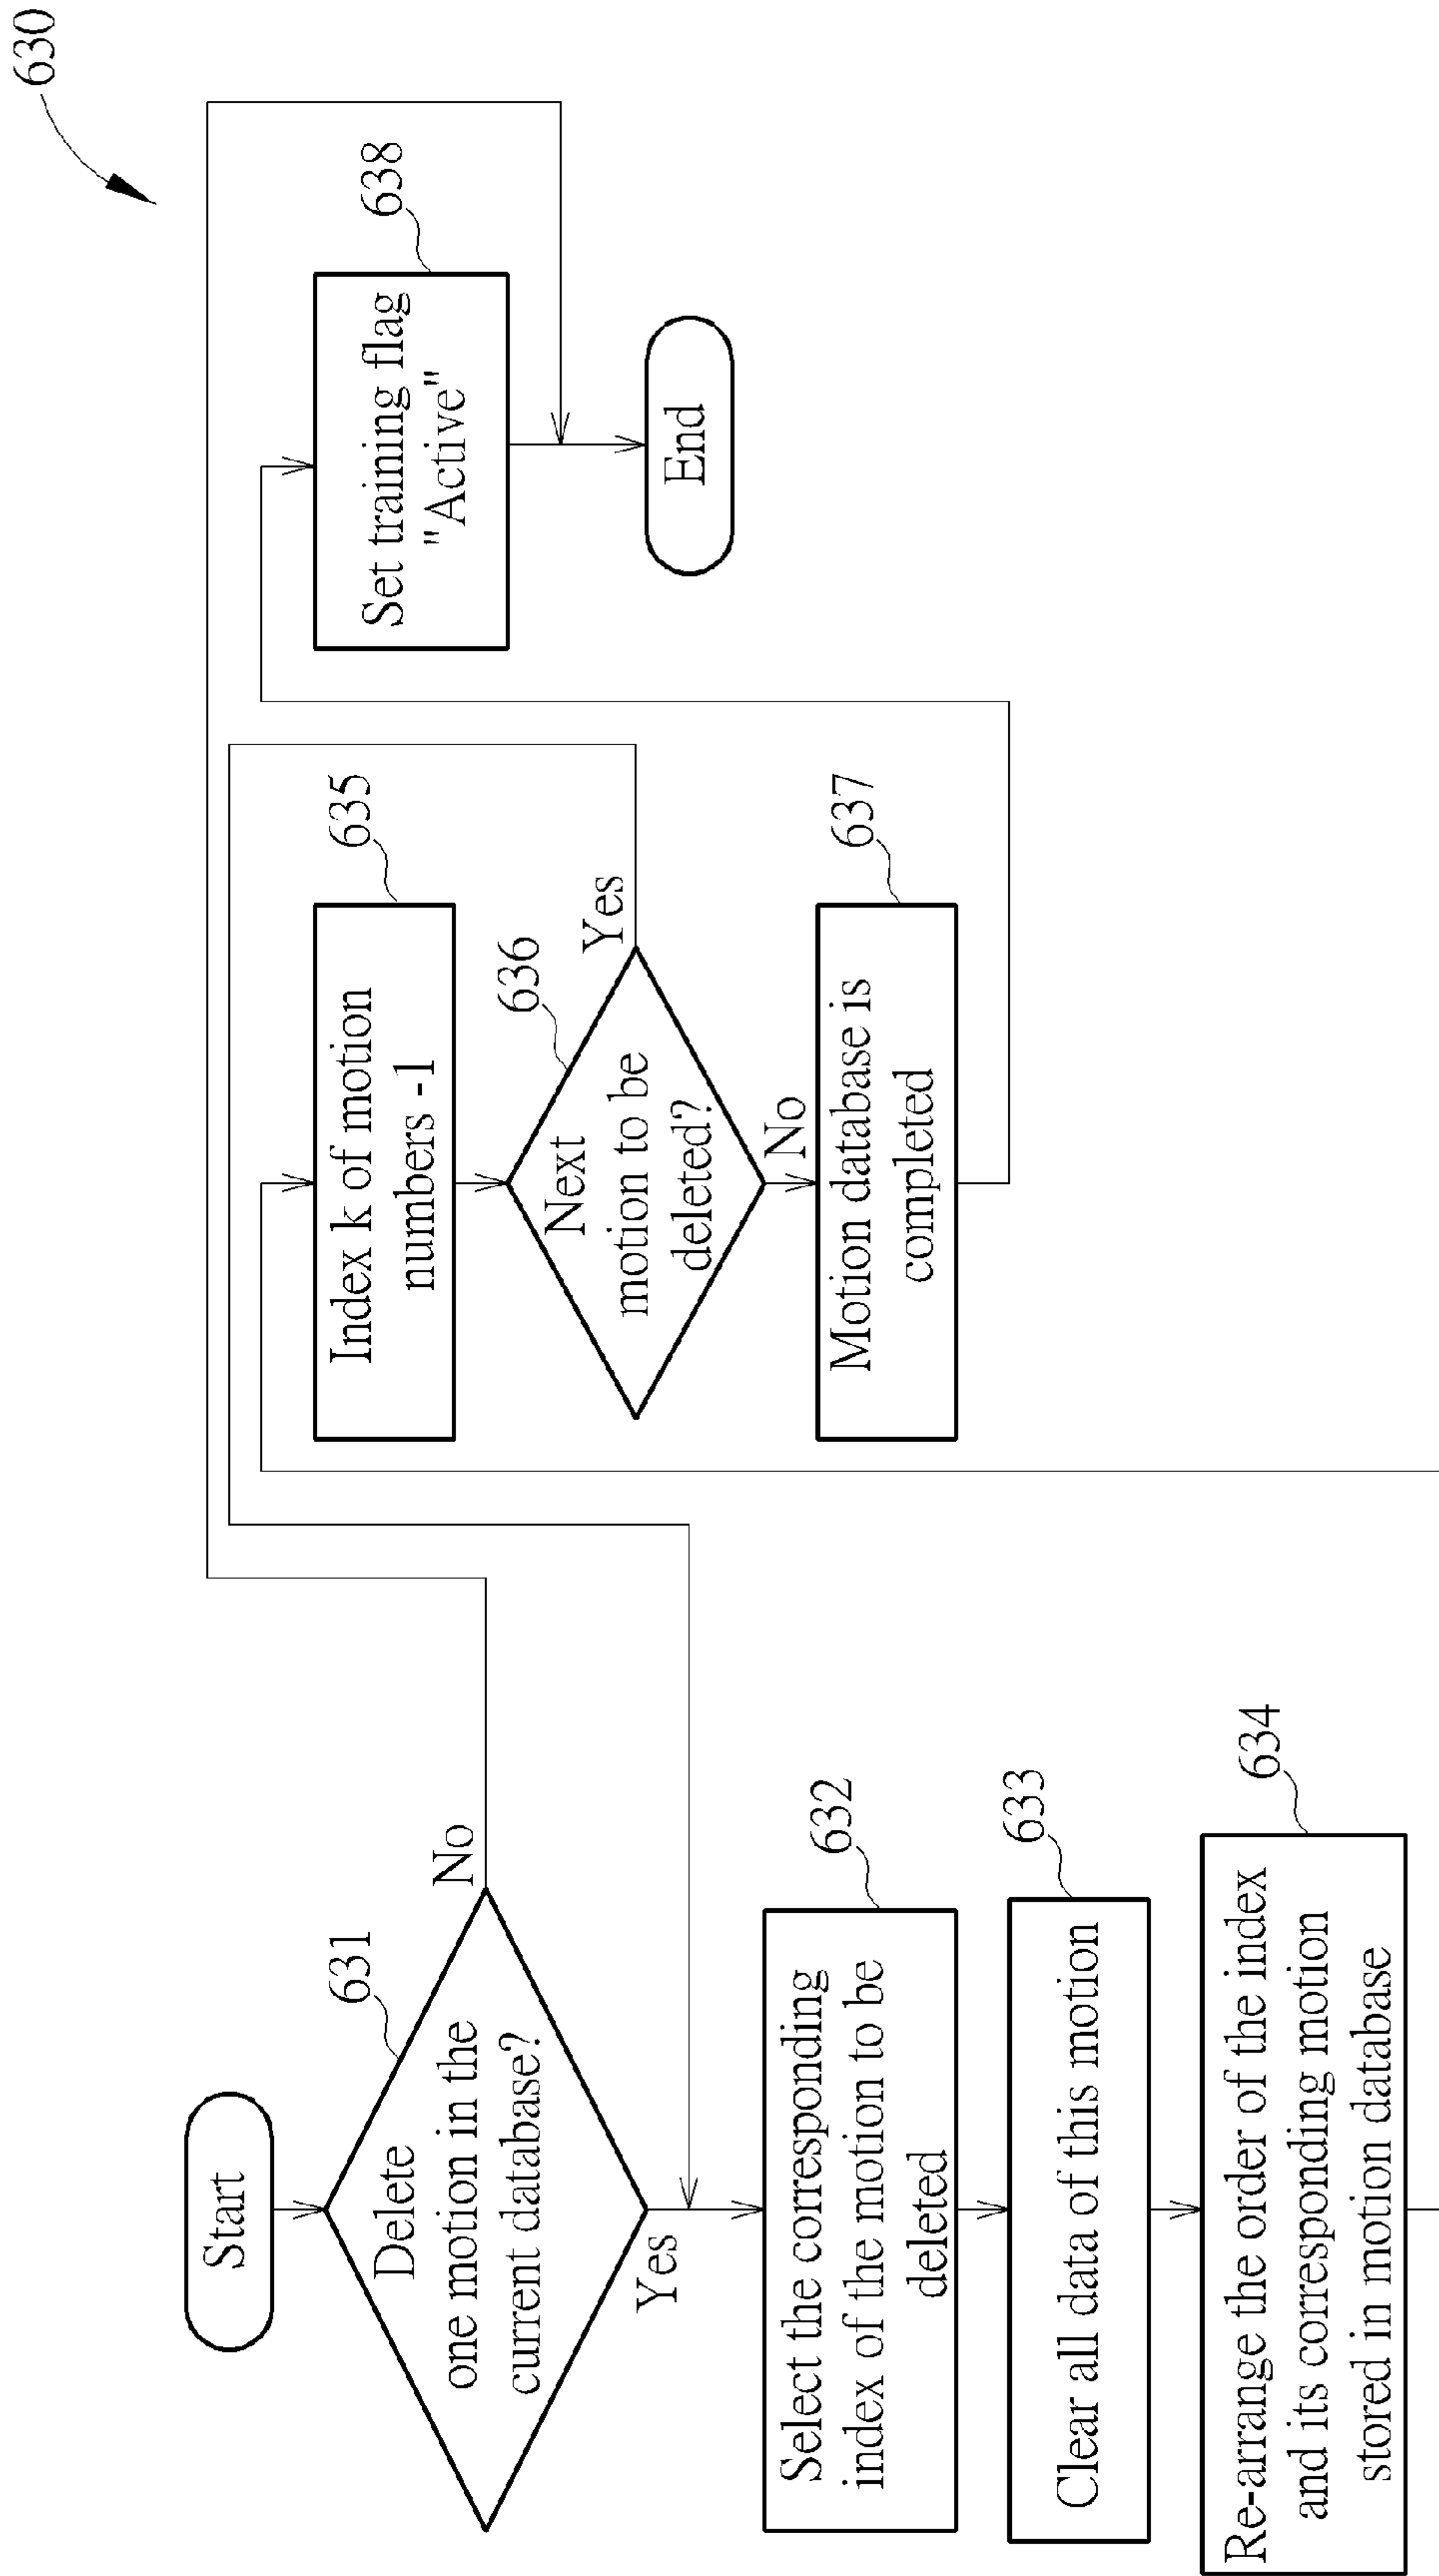 630
Start
631
Delete
one motion in the
current database?
No
Yes
632
Select the corresponding
index of the motion to be
deleted
633
Clear all data of this motion
634
Re-arrange the order of the index
and its corresponding motion
stored in motion database
635
Index k of motion
numbers -1
636
Next
motion to be
deleted?
Yes
No
637
Motion database is
completed
638
Set training flag
"Active"
End